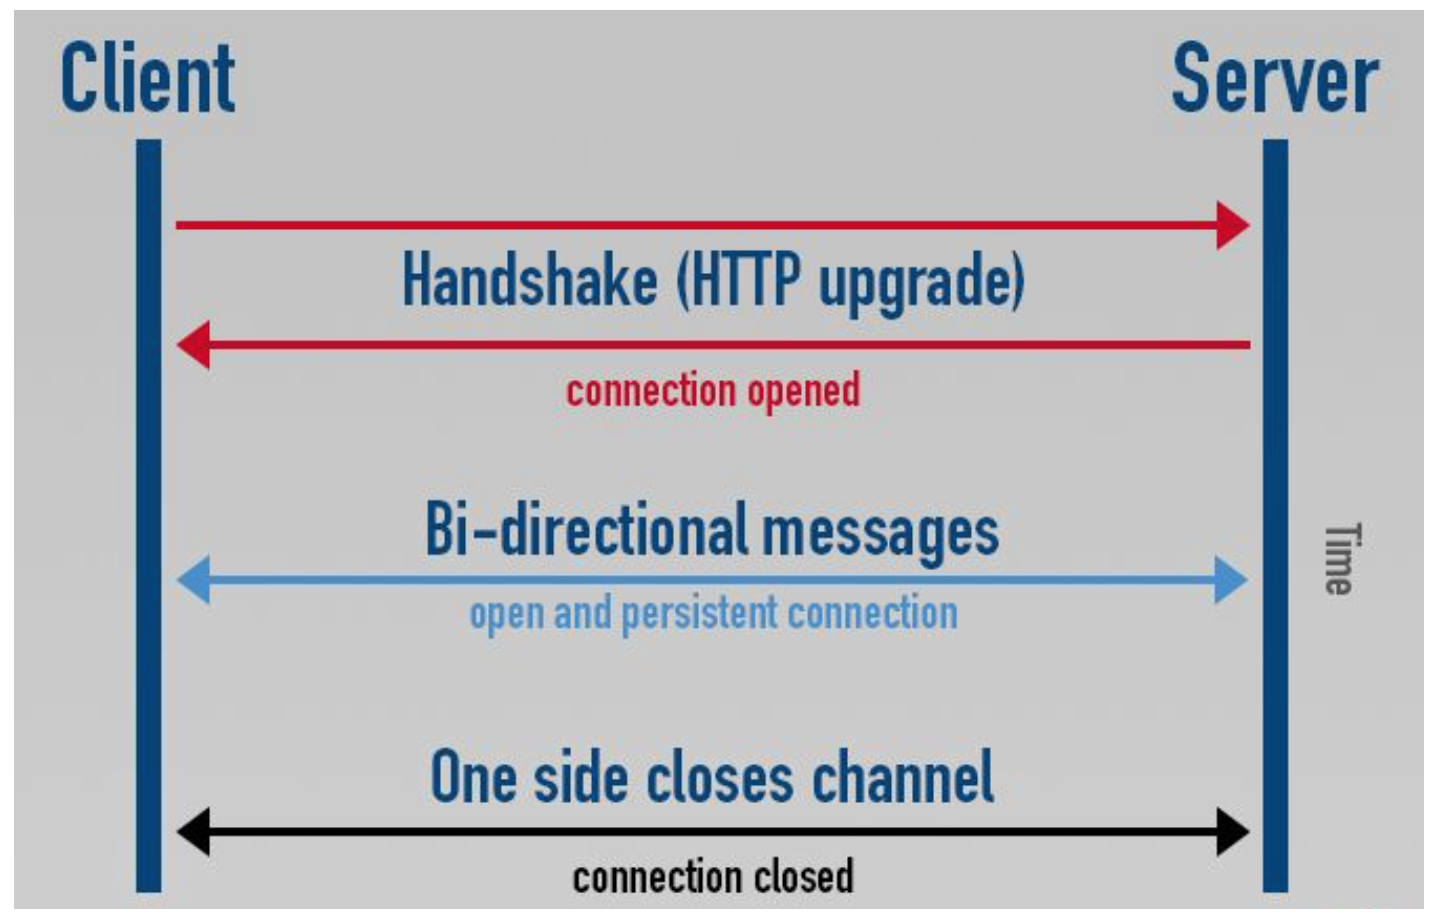 Client
Server
Handshake (HTTP upgrade)
connection opened
Bi-directional messages
open and persistent connection
Time
One side closes channel
connection closed